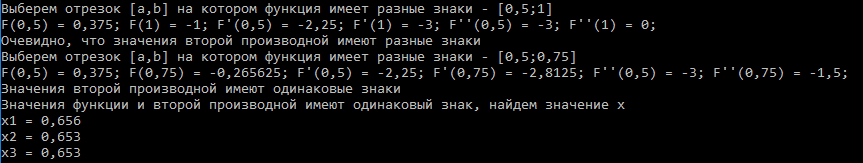 Выберем отрезок [a,b] на котором функция имеет разные знаки - [0,5;1]
F(0,5) = 0,375; F(1) = -1; F'(0,5) = -2,25; F'(1) = -3; F''(0,5) = -3; F''(1) = 0;
Очевидно, что значения второй производной имеют разные знаки
Выберем отрезок [a,b] на котором функция имеет разные знаки - [0,5;0,75]
F(0,5) = 0,375; F(0,75) = -0,265625; F'(0,5) = -2,25; F'(0,75) = -2,8125; F''(0,5) = -3; F''(0,75) = -1,5;
Значения второй производной имеют одинаковые знаки
Значения функции и второй производной имеют одинаковый знак, найдем значение x
x1 = 0,656
x2 = 0,653
x3 = 0,653